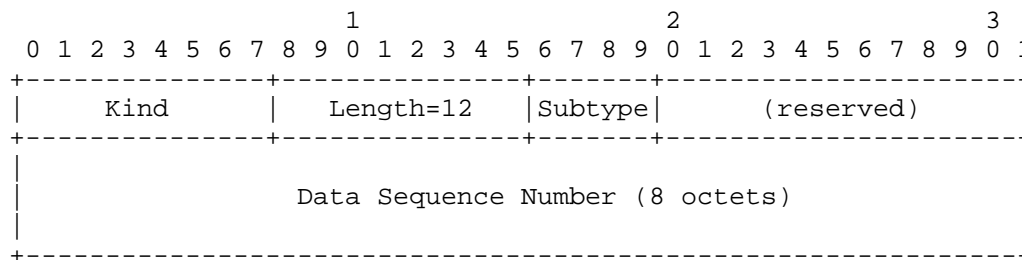 1                   2                   3
 0 1 2 3 4 5 6 7 8 9 0 1 2 3 4 5 6 7 8 9 0 1 2 3 4 5 6 7 8 9 0 1
+---------------+---------------+-------+-----------------------
|     Kind      |   Length=12   |Subtype|      (reserved)
+---------------+---------------+-------+-----------------------
|
|                 Data Sequence Number (8 octets)
|
+---------------------------------------------------------------